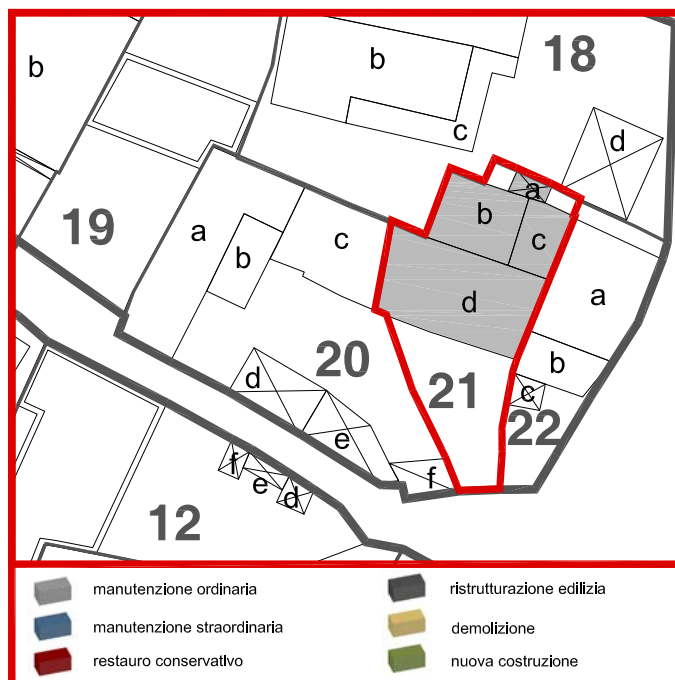 b
18
b
c
d
a
b
c
19
a
b
c
a
d
20
21
b
c
22
d
e
f
f
e
d
12
manutenzione ordinaria
ristrutturazione edilizia
manutenzione straordinaria
demolizione
restauro conservativo
nuova costruzione